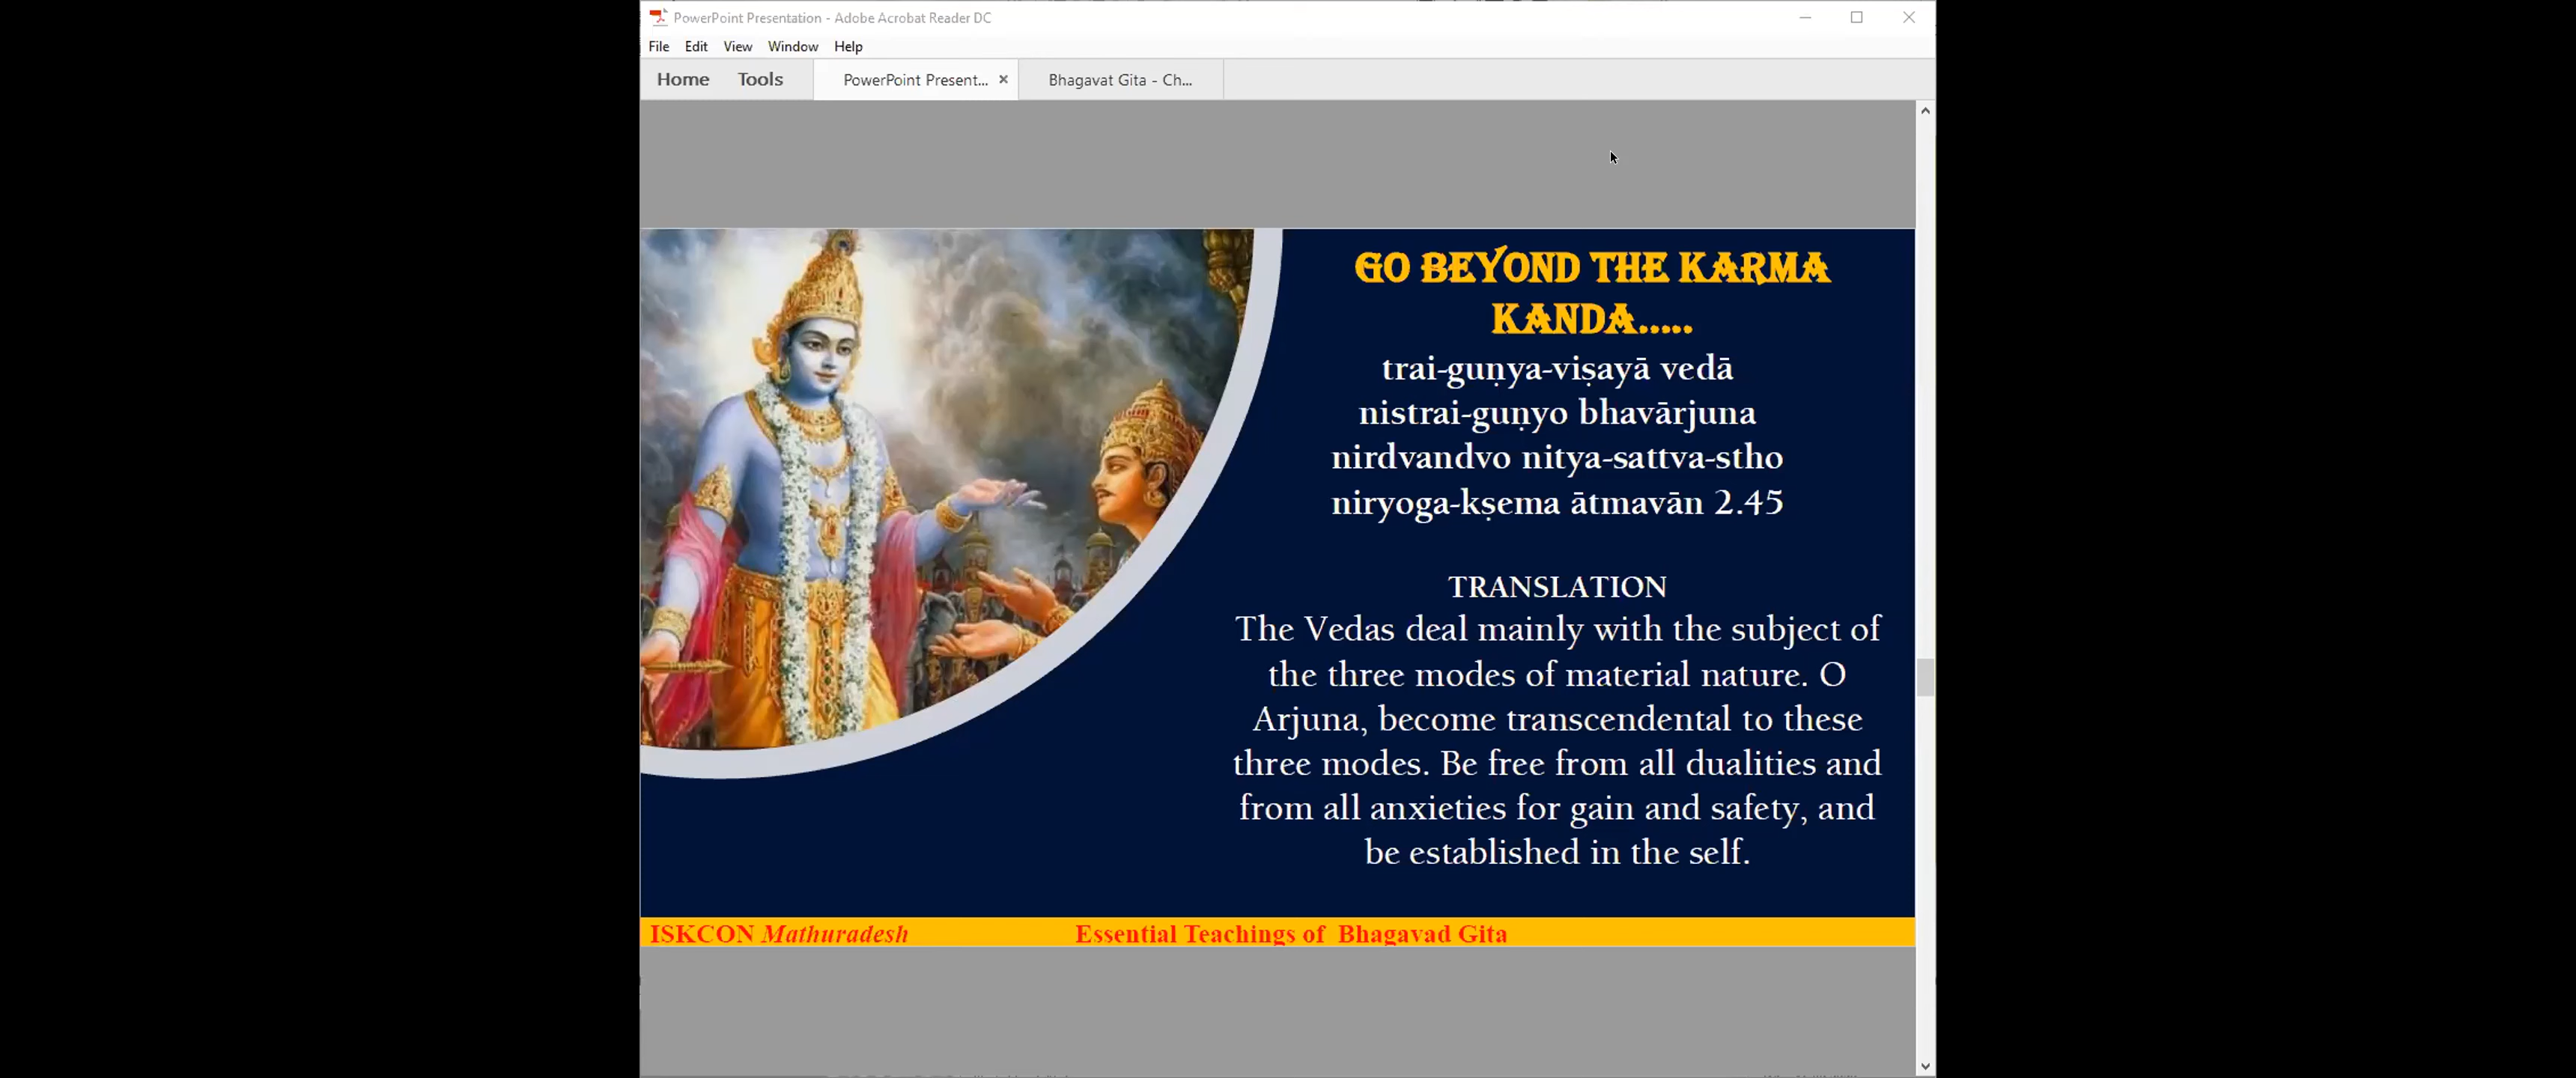 PowerPoint Presentation - Adobe Acrobat Reader DC
File Edit View Window Help
Home Tools PowerPoint Present... × Bhagavat Gita - Ch...
GO BEYOND THE KARMA
KANDA.....
trai-guṇya-viṣayā vedā
nistrai-guṇyo bhavārjuna
nirdvandvo nitya-sattva-stho
niryoga-kṣema ātmavān 2.45
TRANSLATION
The Vedas deal mainly with the subject of
the three modes of material nature. O
Arjuna, become transcendental to these
three modes. Be free from all dualities and
from all anxieties for gain and safety, and
be established in the self.
ISKCON Mathuradesh Essential Teachings of Bhagavad Gita